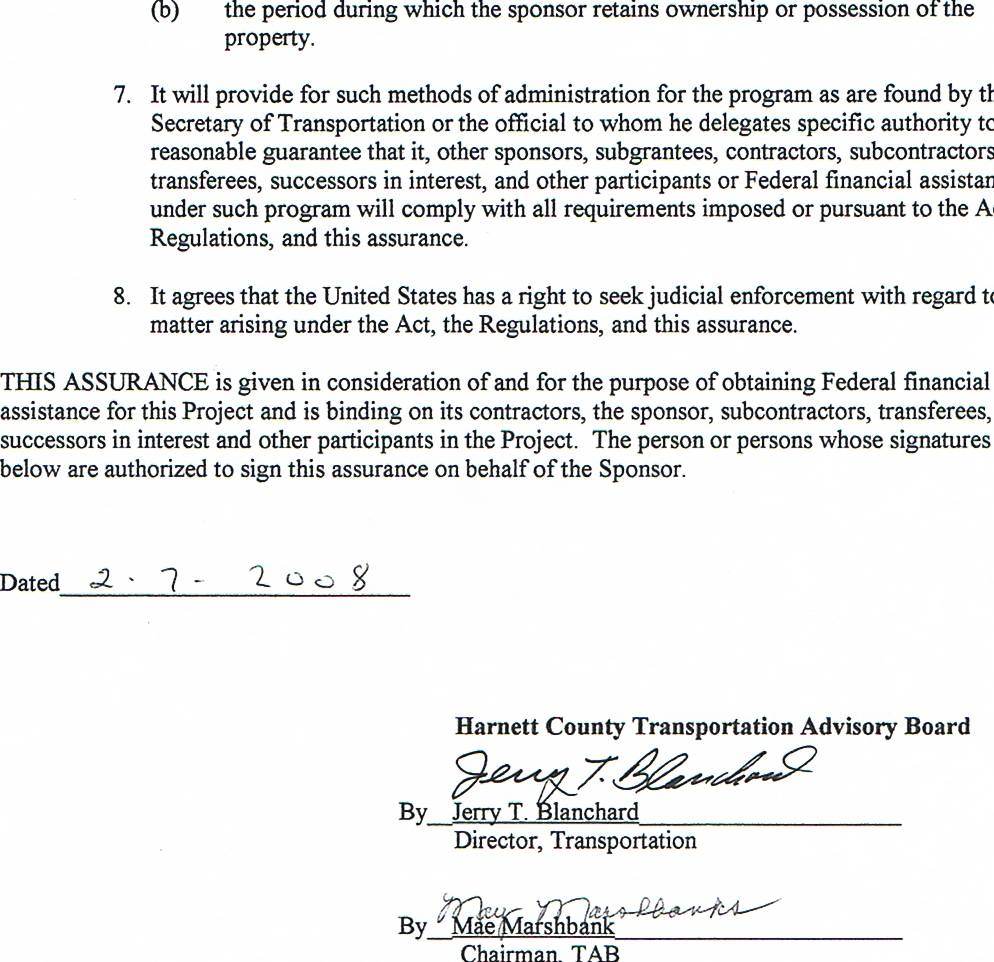 (b) the period during which the sponsor retains ownership or possession of the
property.
7. It will provide for such methods of administration for the program as are found by th
Secretary of Transportation or the official to whom he delegates specific authority to
reasonable guarantee that it, other sponsors, subgrantees, contractors, subcontractors
transferees, successors in interest, and other participants or Federal financial assistan
under such program will comply with all requirements imposed or pursuant to the A
Regulations, and this assurance.
8. It agrees that the United States has a right to seek judicial enforcement with regard to
matter arising under the Act, the Regulations, and this assurance.
THIS ASSURANCE is given in consideration of and for the purpose of obtaining Federal financial
assistance for this Project and is binding on its contractors, the sponsor, subcontractors, transferees,
successors in interest and other participants in the Project. The person or persons whose signatures
below are authorized to sign this assurance on behalf of the Sponsor.
Dated 2. 7- 2008
Harnett County Transportation Advisory Board
Jerry T. Blanchard
By Jerry T. Blanchard
Director, Transportation
May Marshbanks
By Mae Marshbank
Chairman, TAB